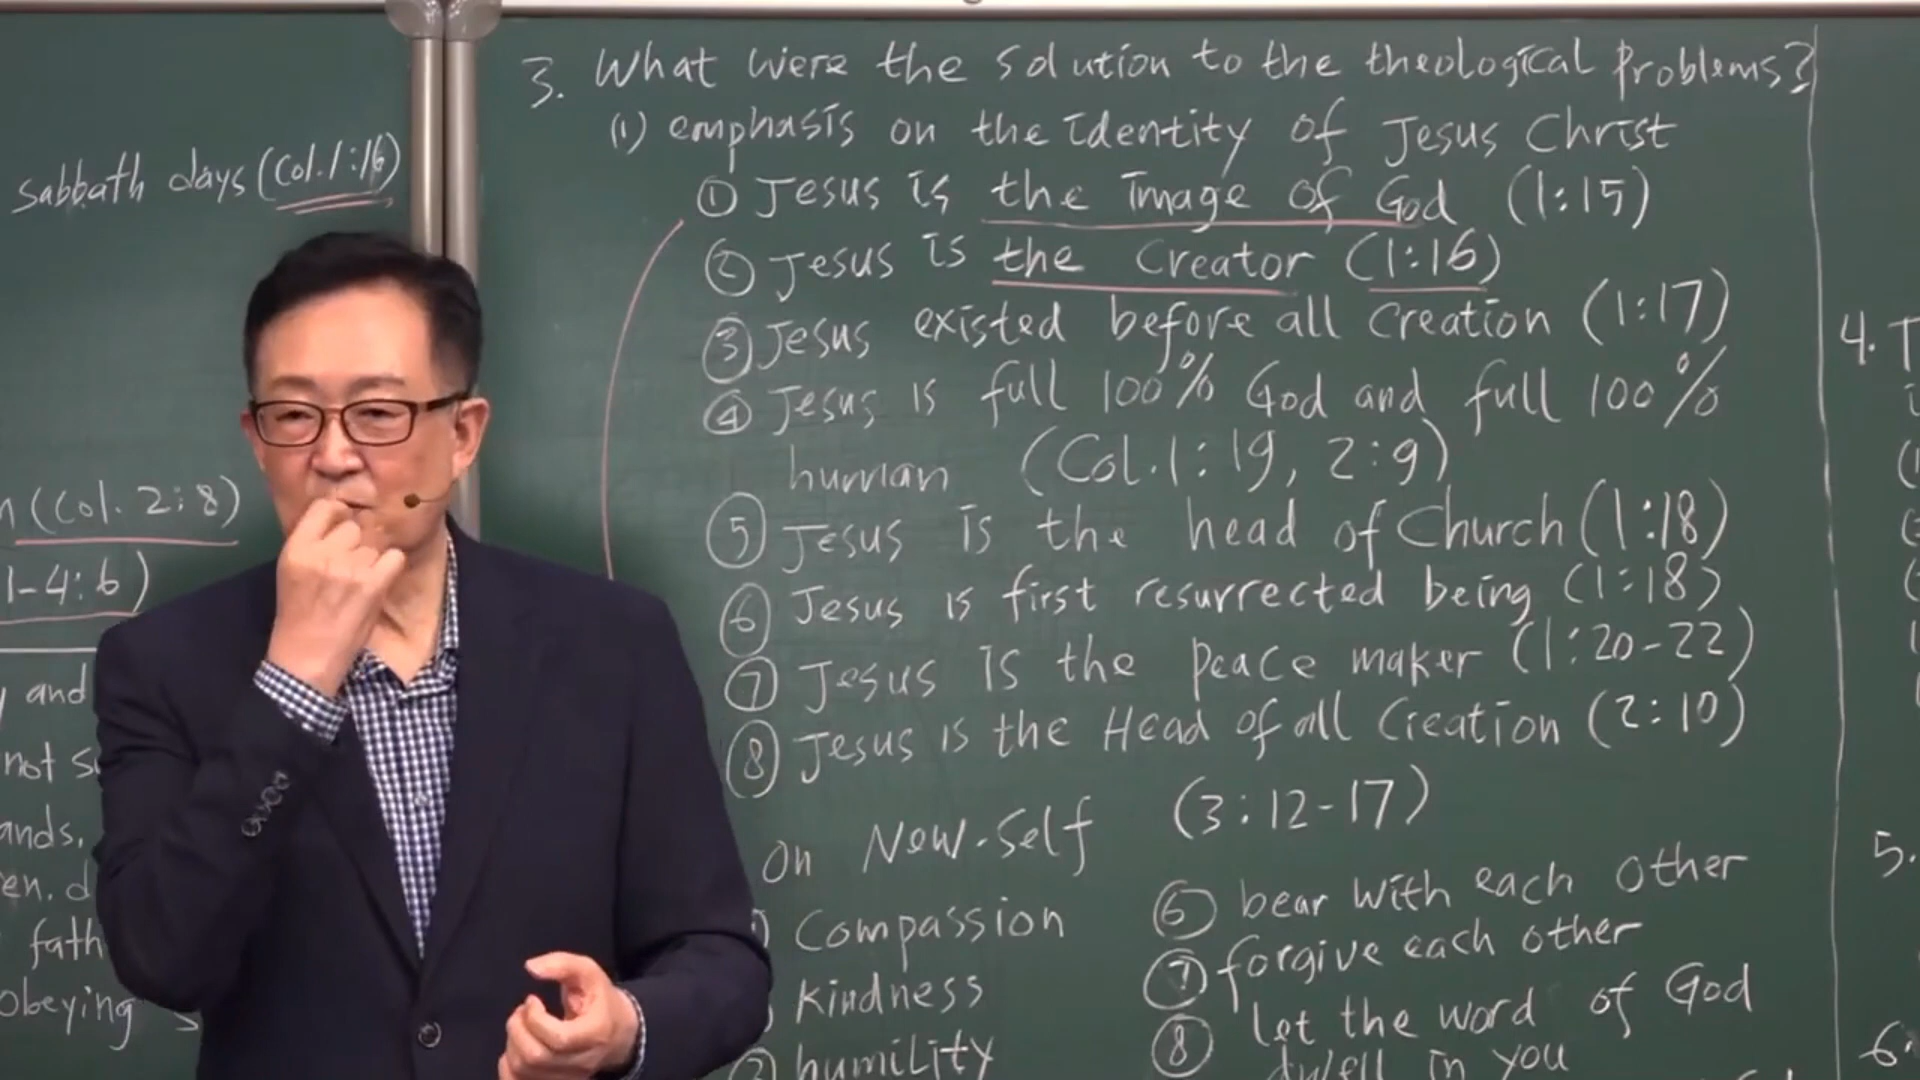 sabbath days (Col. 1:16)
(Col. 2:8)
1-4:6)
and
not
ands,
en.
fath
obeying
3. What were the solution to the theological problems?
(1) emphasis on the identity of Jesus Christ
① Jesus is the image of God (1:15)
② Jesus is the Creator (1:16)
③ Jesus existed before all creation (1:17)
④ Jesus is full 100% God and full 100%
human (Col. 1:19, 2:9)
⑤ Jesus is the head of Church (1:18)
⑥ Jesus is first resurrected being (1:18)
⑦ Jesus is the peace maker (1:20-22)
⑧ Jesus is the Head of all Creation (2:10)
On New-Self (3:12-17)
Compassion
kindness
humility
⑥ bear with each other
⑦ forgive each other
⑧ let the word of God
dwell in you
4. T
5.
6.